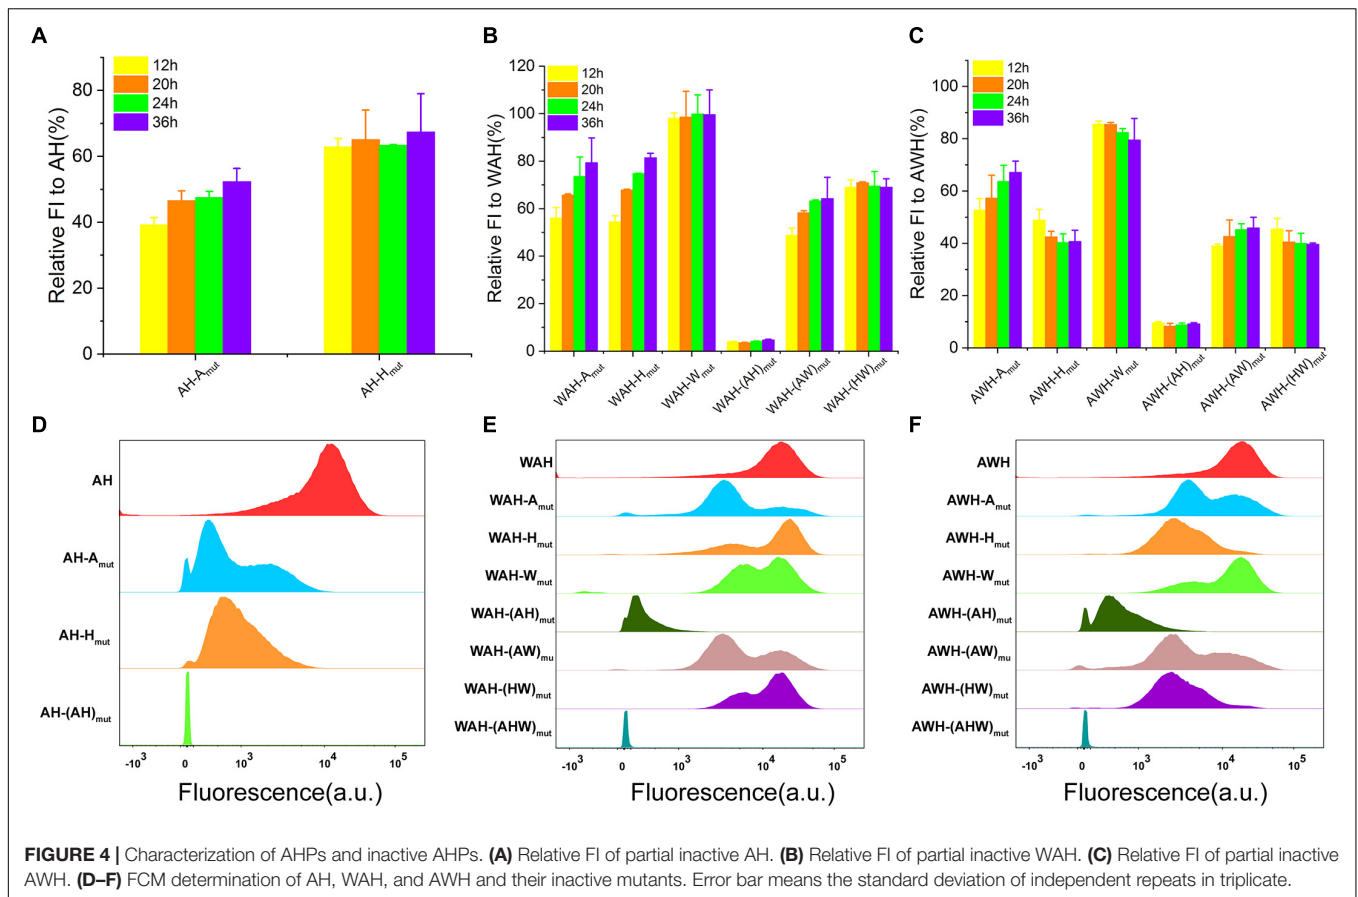 A
12h
20h
24h
36h
80
60
40
20
0
Relative FI to AH(%)
AH-Amut
AH-Hmut
B
12h
20h
24h
36h
120
100
80
60
40
20
0
Relative FI to WAH(%)
WAH-Amut
WAH-Hmut
WAH-Wmut
WAH-(AH)mut
WAH-(AW)mut
WAH-(HW)mut
C
12h
20h
24h
36h
100
80
60
40
20
0
Relative FI to AWH(%)
AWH-Amut
AWH-Hmut
AWH-Wmut
AWH-(AH)mut
AWH-(AW)mut
AWH-(HW)mut
D
AH
AH-Amut
AH-Hmut
AH-(AH)mut
-10³ 0 10³ 10⁴ 10⁵
Fluorescence(a.u.)
E
WAH
WAH-Amut
WAH-Hmut
WAH-Wmut
WAH-(AH)mut
WAH-(AW)mu
WAH-(HW)mut
WAH-(AHW)mut
-10³ 0 10³ 10⁴ 10⁵
Fluorescence(a.u.)
F
AWH
AWH-Amut
AWH-Hmut
AWH-Wmut
AWH-(AH)mut
AWH-(AW)mu
AWH-(HW)mut
AWH-(AHW)mut
-10³ 0 10³ 10⁴ 10⁵
Fluorescence(a.u.)
FIGURE 4 | Characterization of AHPs and inactive AHPs. (A) Relative FI of partial inactive AH. (B) Relative FI of partial inactive WAH. (C) Relative FI of partial inactive
AWH. (D–F) FCM determination of AH, WAH, and AWH and their inactive mutants. Error bar means the standard deviation of independent repeats in triplicate.